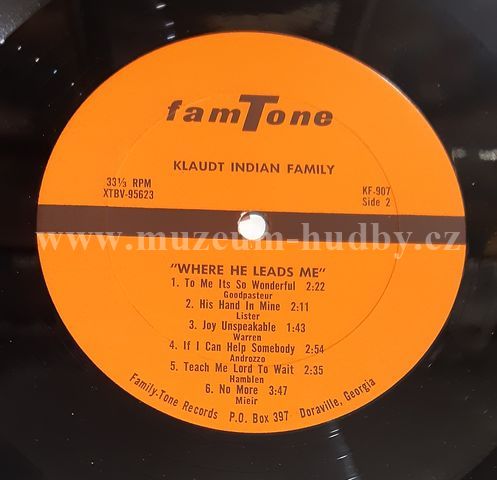 famTone
KLAUDT INDIAN FAMILY
33⅓ RPM
XTBV-95623
KF-907
Side 2
www.muzeum-hudby.cz
"WHERE HE LEADS ME"
1. To Me Its So Wonderful 2:22
Goodpasteur
2. His Hand In Mine 2:11
Lister
3. Joy Unspeakable 1:43
Warren
4. If I Can Help Somebody 2:54
Androzzo
5. Teach Me Lord To Wait 2:35
Hamblen
6. No More 3:47
Mieir
Family-Tone Records P.O. Box 397 Doraville, Georgia